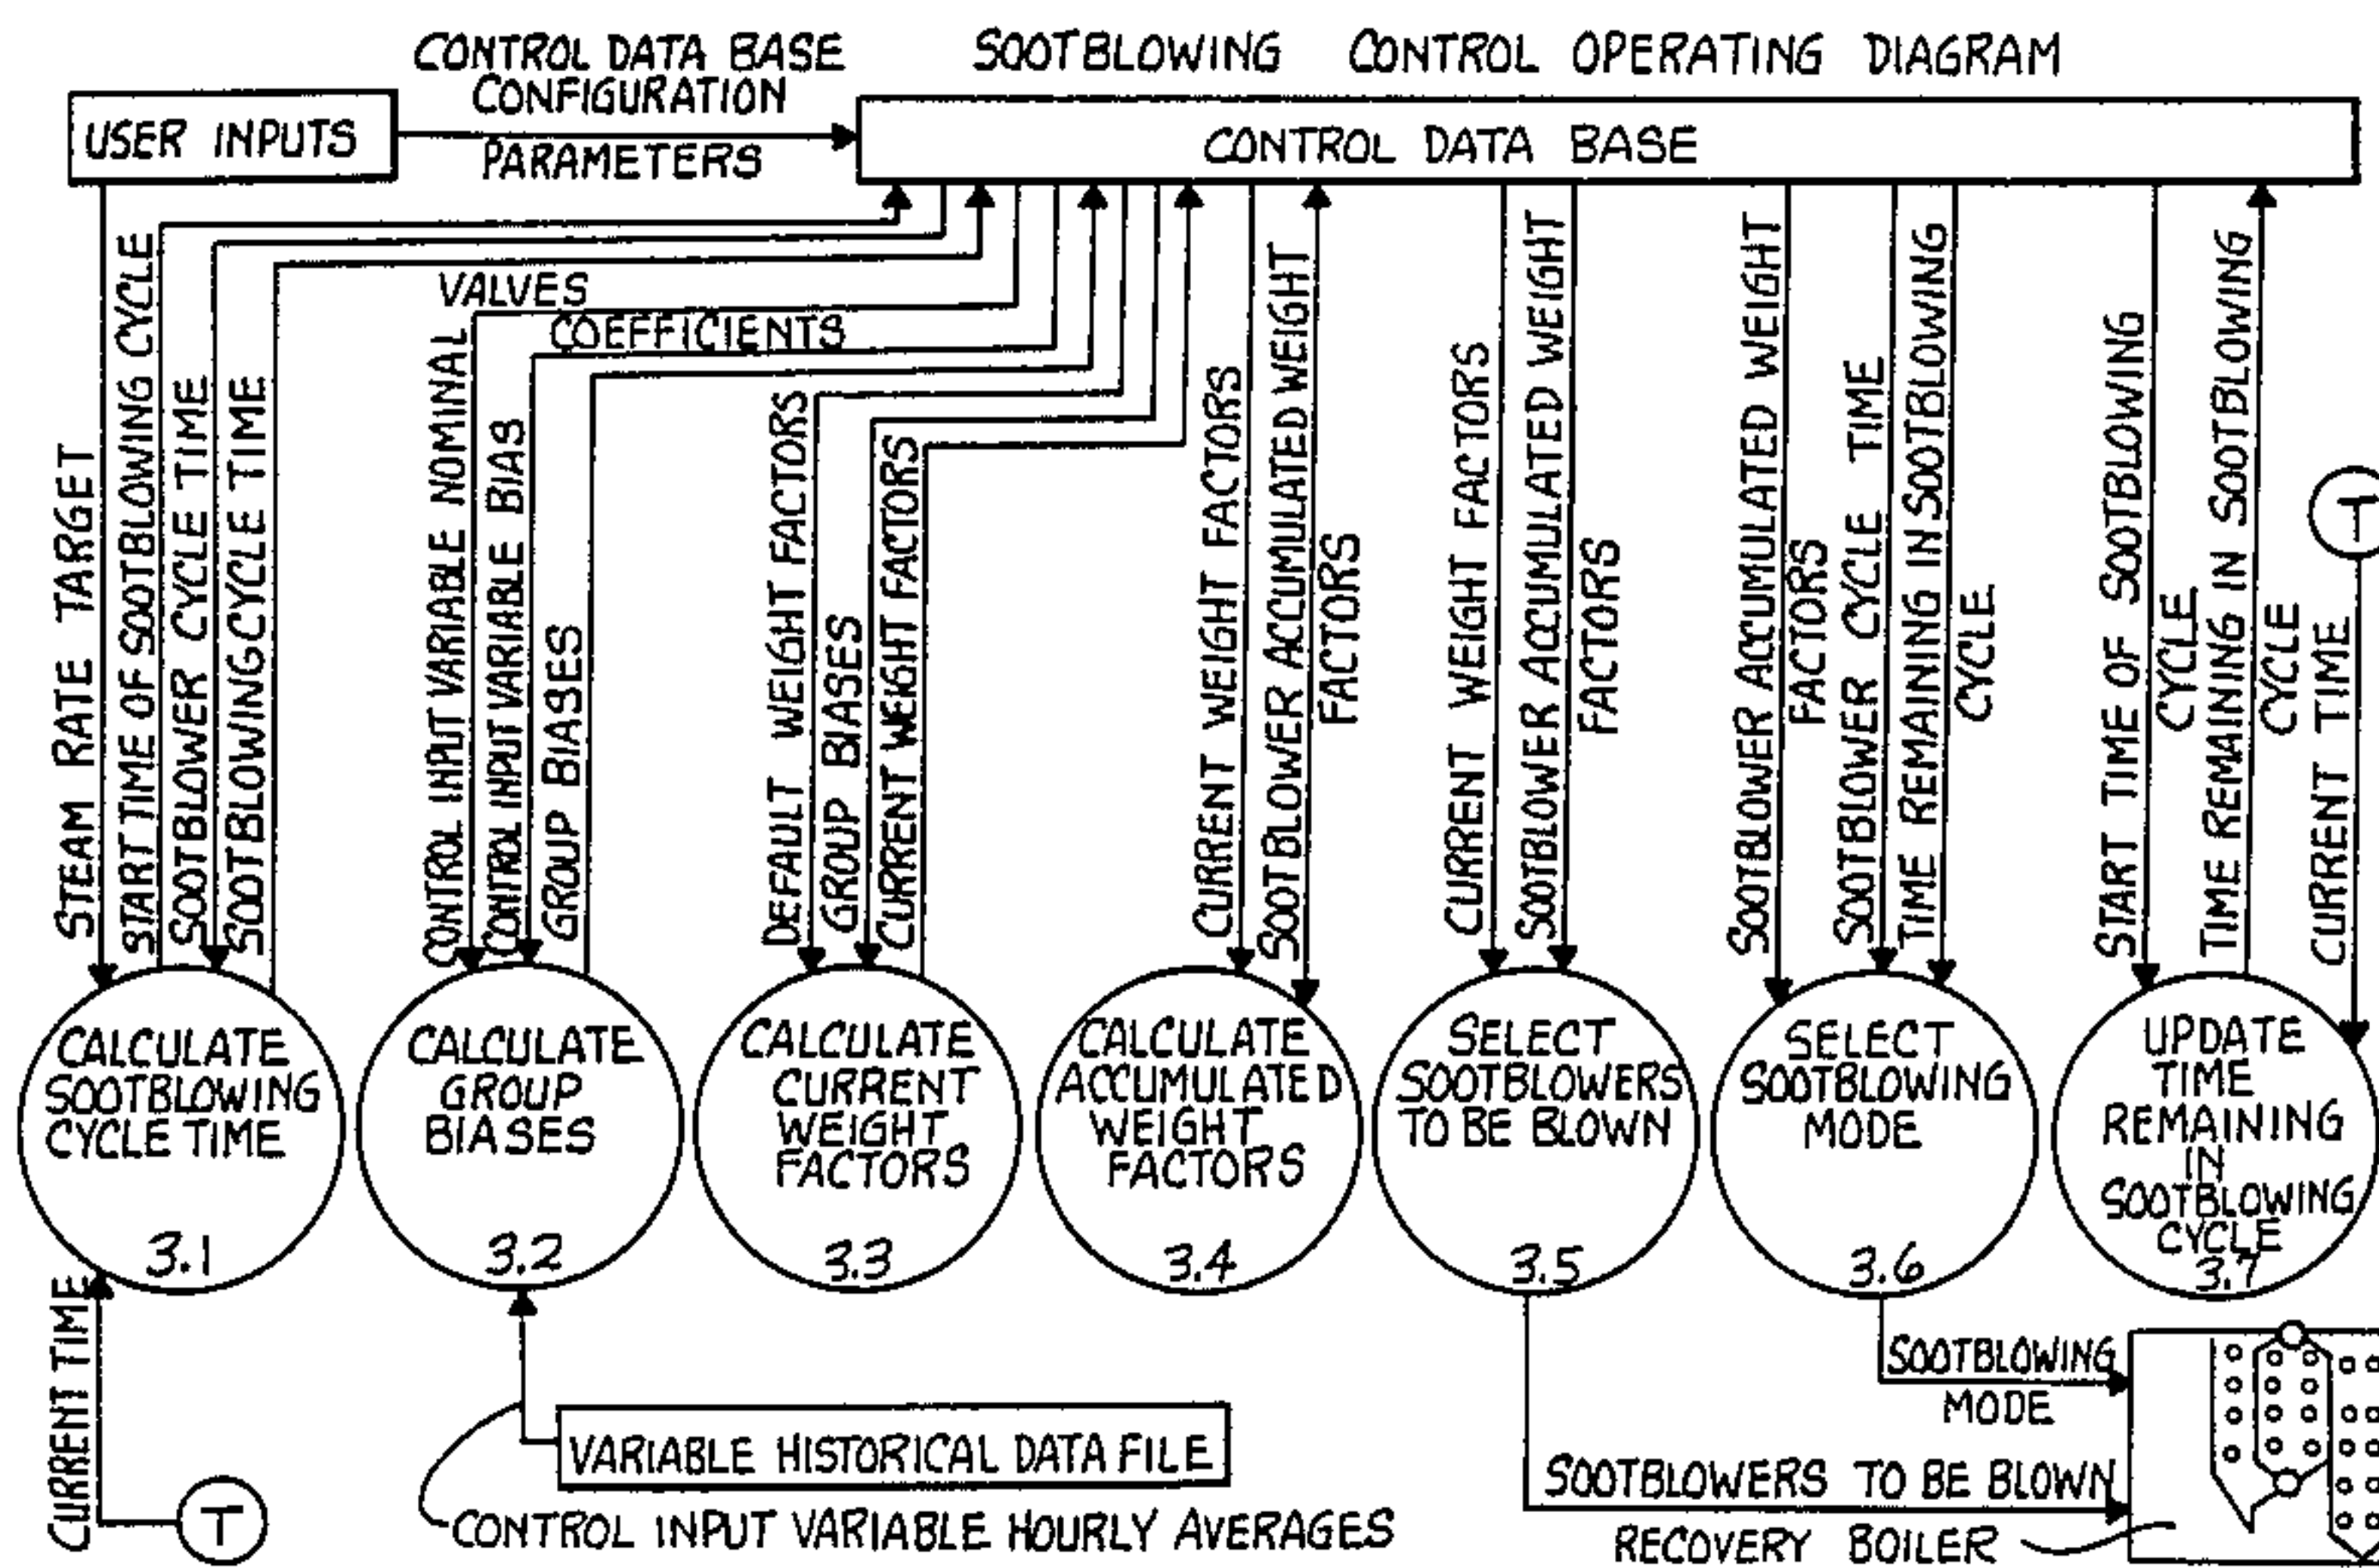 CONTROL DATA BASE
CONFIGURATION
PARAMETERS
SOOTBLOWING CONTROL OPERATING DIAGRAM
USER INPUTS
CONTROL DATA BASE
STEAM RATE TARGET
START TIME OF SOOTBLOWING CYCLE
SOOTBLOWER CYCLE TIME
SOOTBLOWING CYCLE TIME
VALVES
CONTROL INPUT VARIABLE NOMINAL
COEFFICIENTS
CONTROL INPUT VARIABLE BIAS
GROUP BIASES
DEFAULT WEIGHT FACTORS
GROUP BIASES
CURRENT WEIGHT FACTORS
CURRENT WEIGHT FACTORS
SOOTBLOWER ACCUMULATED WEIGHT
FACTORS
CURRENT WEIGHT FACTORS
SOOTBLOWER ACCUMULATED WEIGHT
FACTORS
SOOTBLOWER ACCUMULATED WEIGHT
FACTORS
SOOTBLOWER CYCLE TIME
TIME REMAINING IN SOOTBLOWING
CYCLE
START TIME OF SOOTBLOWING
CYCLE
TIME REMAINING IN SOOTBLOWING
CYCLE
T
CURRENT TIME
CALCULATE
SOOTBLOWING
CYCLE TIME
3.1
CALCULATE
GROUP
BIASES
3.2
CALCULATE
CURRENT
WEIGHT
FACTORS
3.3
CALCULATE
ACCUMULATED
WEIGHT
FACTORS
3.4
SELECT
SOOTBLOWERS
TO BE BLOWN
3.5
SELECT
SOOTBLOWING
MODE
3.6
UPDATE
TIME
REMAINING
IN
SOOTBLOWING
CYCLE
3.7
CURRENT TIME
T
VARIABLE HISTORICAL DATA FILE
CONTROL INPUT VARIABLE HOURLY AVERAGES
SOOTBLOWING
MODE
SOOTBLOWERS TO BE BLOWN
RECOVERY BOILER